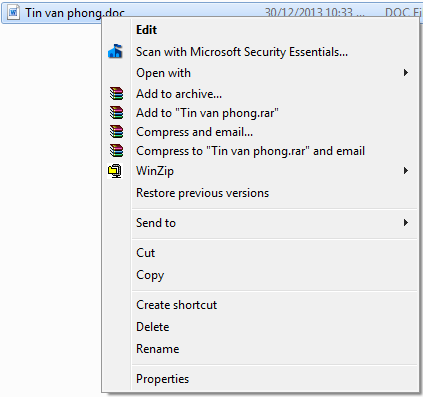 Tin van phong.doc 30/12/2013 10:33 ... DOC Fi
Edit
Scan with Microsoft Security Essentials...
Open with
Add to archive...
Add to "Tin van phong.rar"
Compress and email...
Compress to "Tin van phong.rar" and email
WinZip
Restore previous versions
Send to
Cut
Copy
Create shortcut
Delete
Rename
Properties